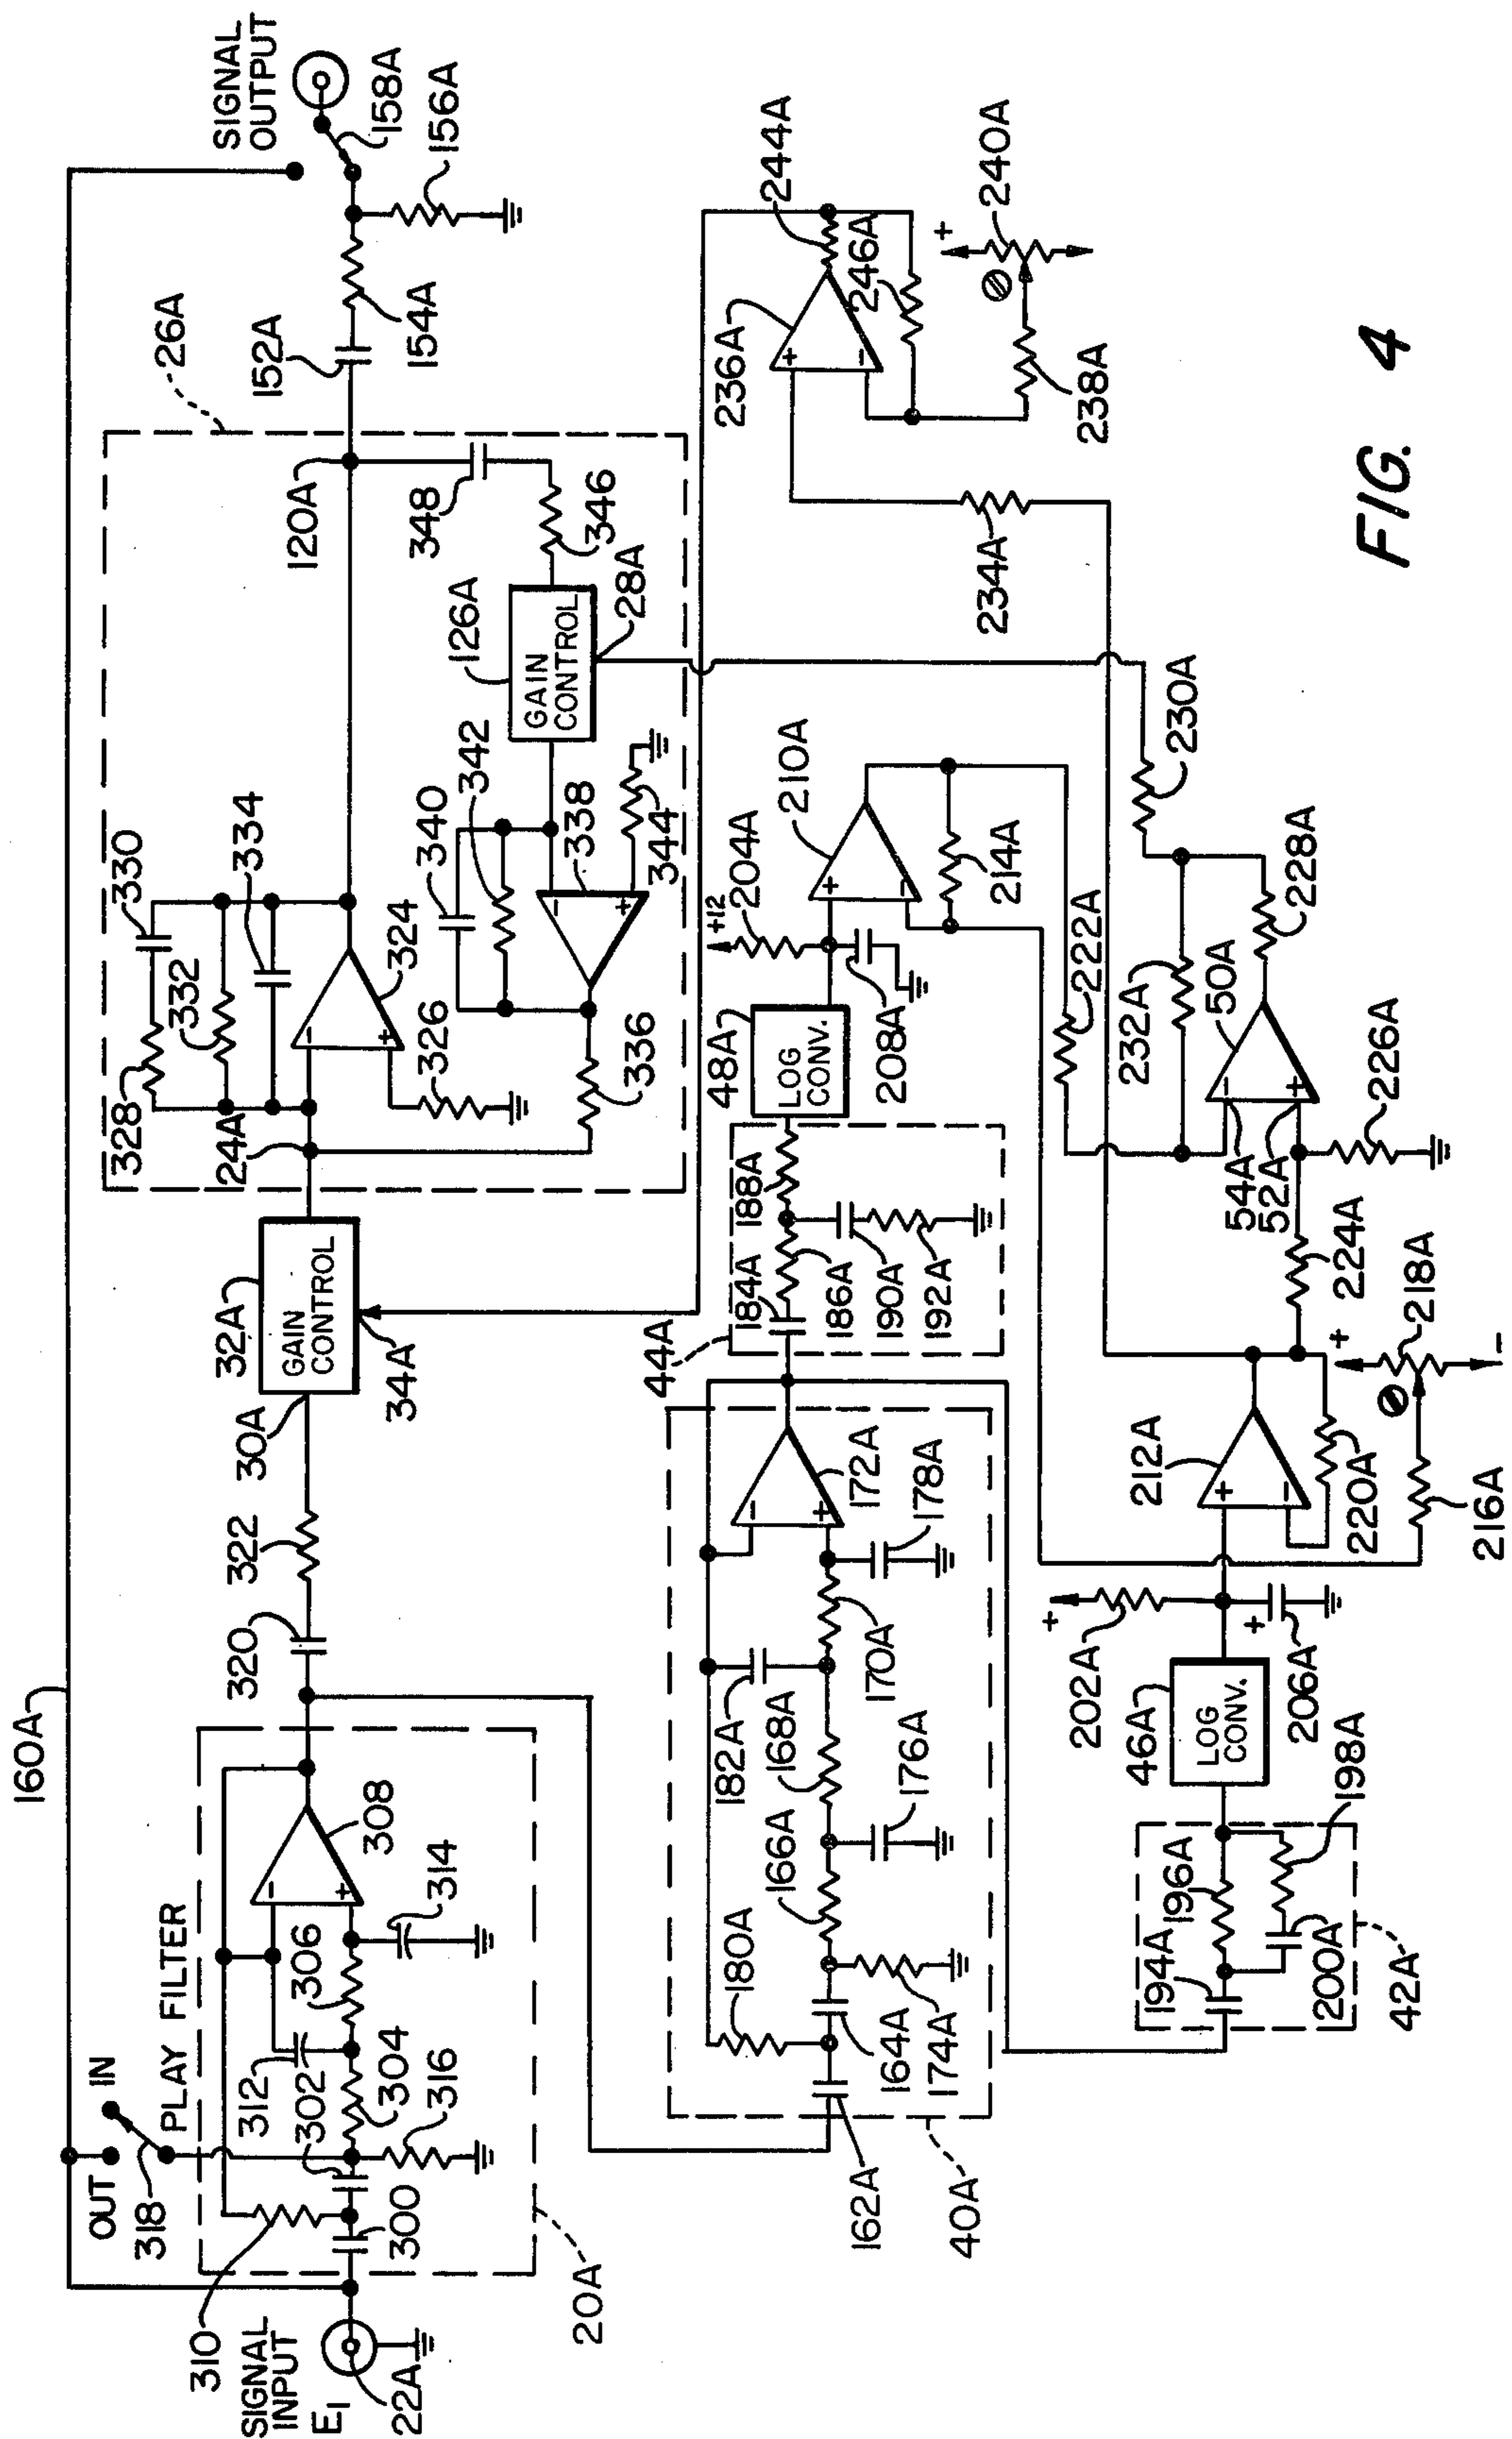 160A
SIGNAL
OUTPUT
158A
156A
154A
152A
26A
120A
348
346
126A
GAIN
CONTROL
28A
342
340
338
344
330
334
332
328
324
326
24A
336
32A
GAIN
CONTROL
34A
30A
322
320
OUT
IN
318
PLAY FILTER
310
SIGNAL
INPUT
E1
22A
300
302
312
304
316
306
314
308
20A
-
+
40A
162A
164A
174A
180A
166A
176A
168A
182A
170A
178A
172A
44A
184A
186A
188A
190A
192A
48A
LOG
CONV.
+12
204A
208A
210A
214A
222A
236A
244A
246A
240A
238A
234A
230A
228A
232A
50A
54A
52A
226A
224A
218A
216A
220A
212A
202A
206A
46A
LOG
CONV.
198A
196A
194A
200A
42A
FIG. 4